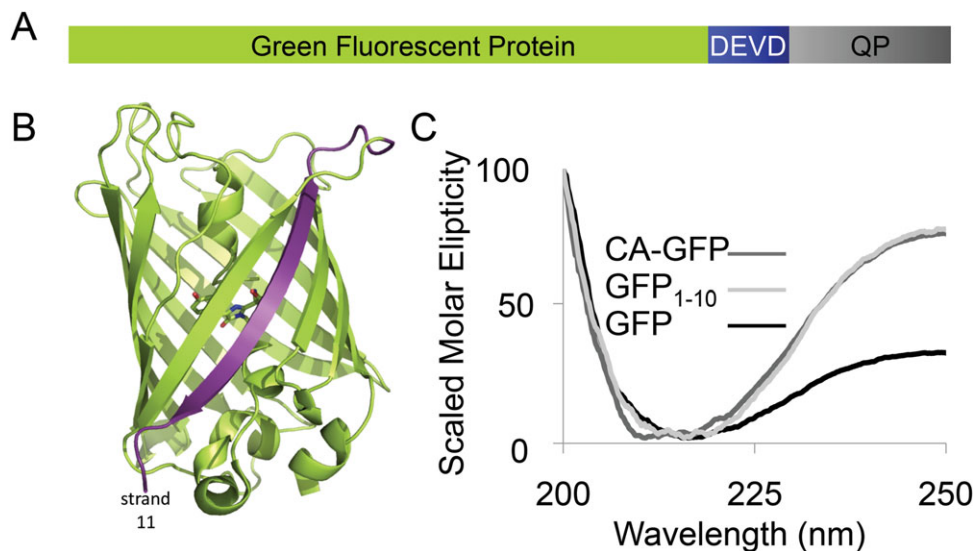 A
Green Fluorescent Protein DEVD QP
B
strand
11
C
Scaled Molar Elipticity
100
50
0
CA-GFP
GFP1-10
GFP
200 225 250
Wavelength (nm)